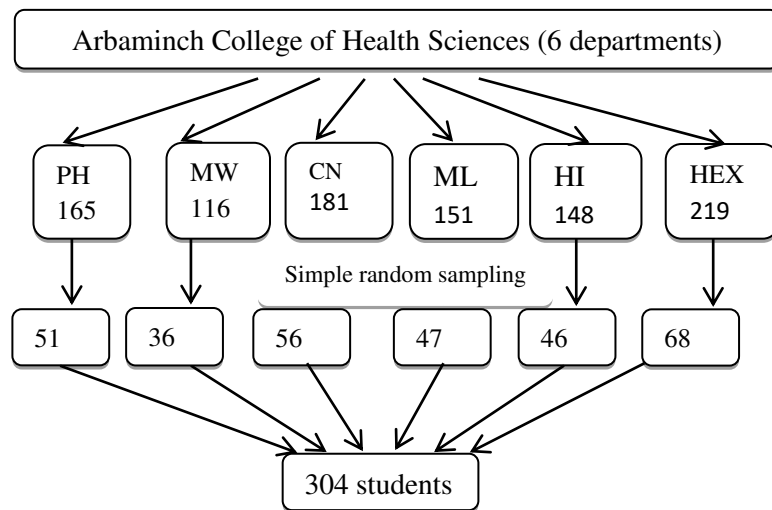 Arbaminch College of Health Sciences (6 departments)
PH
165
MW
116
CN
181
ML
151
HI
148
HEX
219
Simple random sampling
51
36
56
47
46
68
304 students